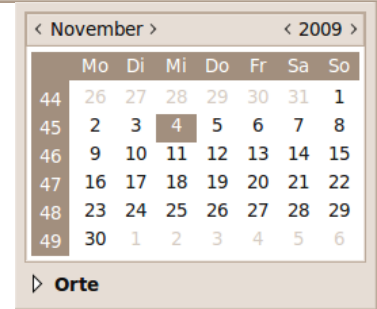 ‹ November › ‹ 2009 ›
Mo Di Mi Do Fr Sa So
44 26 27 28 29 30 31 1
45 2 3 4 5 6 7 8
46 9 10 11 12 13 14 15
47 16 17 18 19 20 21 22
48 23 24 25 26 27 28 29
49 30 1 2 3 4 5 6
Orte